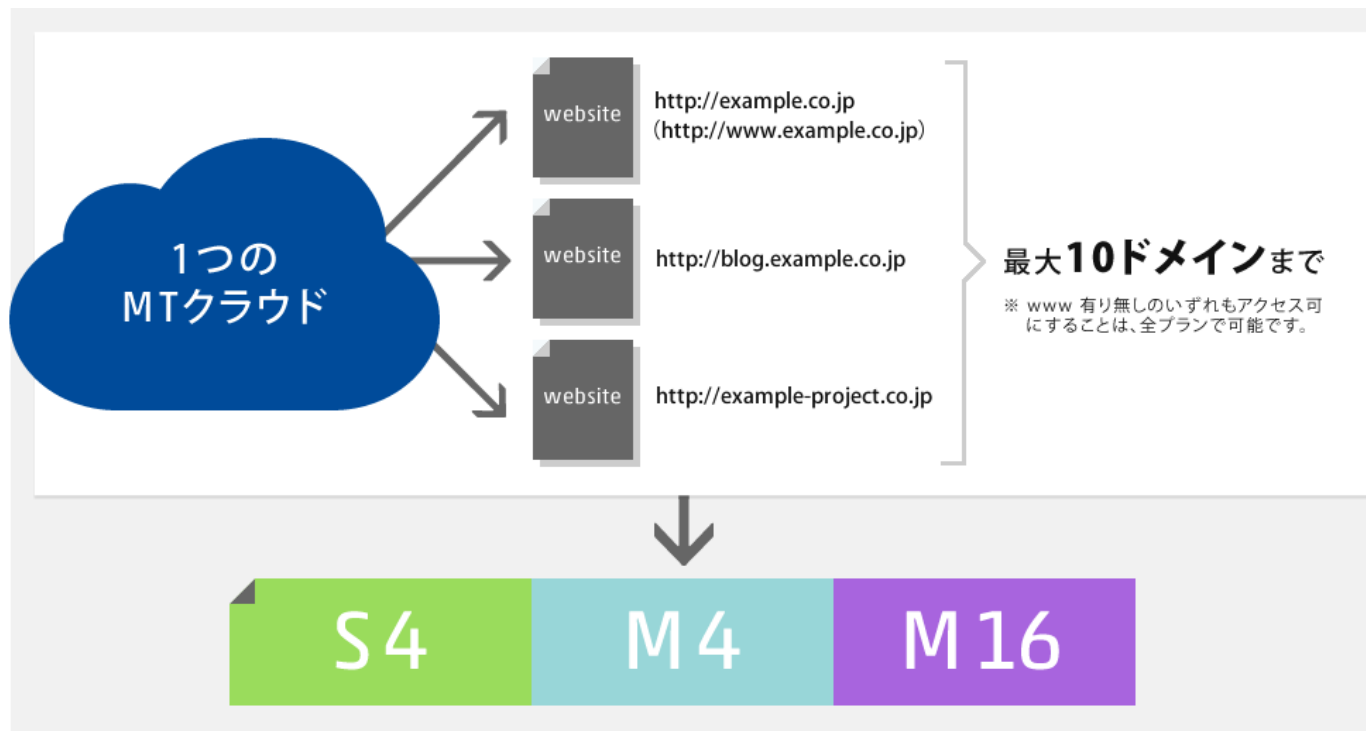 1つの
MTクラウド
website
http://example.co.jp
(http://www.example.co.jp)
website
http://blog.example.co.jp
website
http://example-project.co.jp
最大10ドメインまで
※ www 有り無しのいずれもアクセス可
にすることは、全プランで可能です。
S4
M4
M16